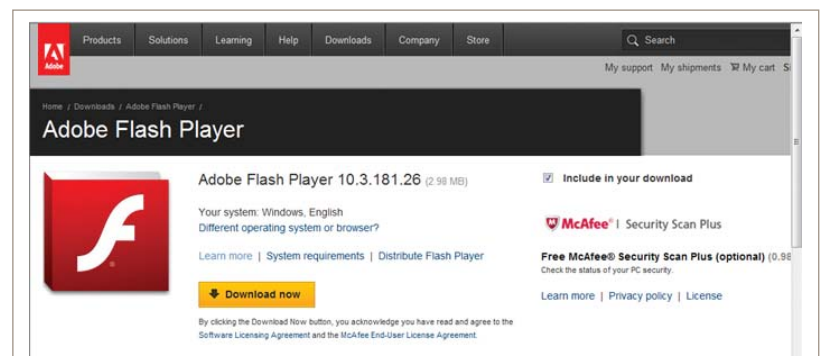 Products Solutions Learning Help Downloads Company Store Search
Adobe
My support My shipments My cart
Home / Downloads / Adobe Flash Player /
Adobe Flash Player
Adobe Flash Player 10.3.181.26 (2.98 MB)
Your system: Windows, English
Different operating system or browser?
Learn more | System requirements | Distribute Flash Player
Download now
By clicking the Download Now button, you acknowledge you have read and agree to the
Software Licensing Agreement and the McAfee End-User License Agreement.
Include in your download
McAfee® | Security Scan Plus
Free McAfee® Security Scan Plus (optional) (0.98
Check the status of your PC security.
Learn more | Privacy policy | License